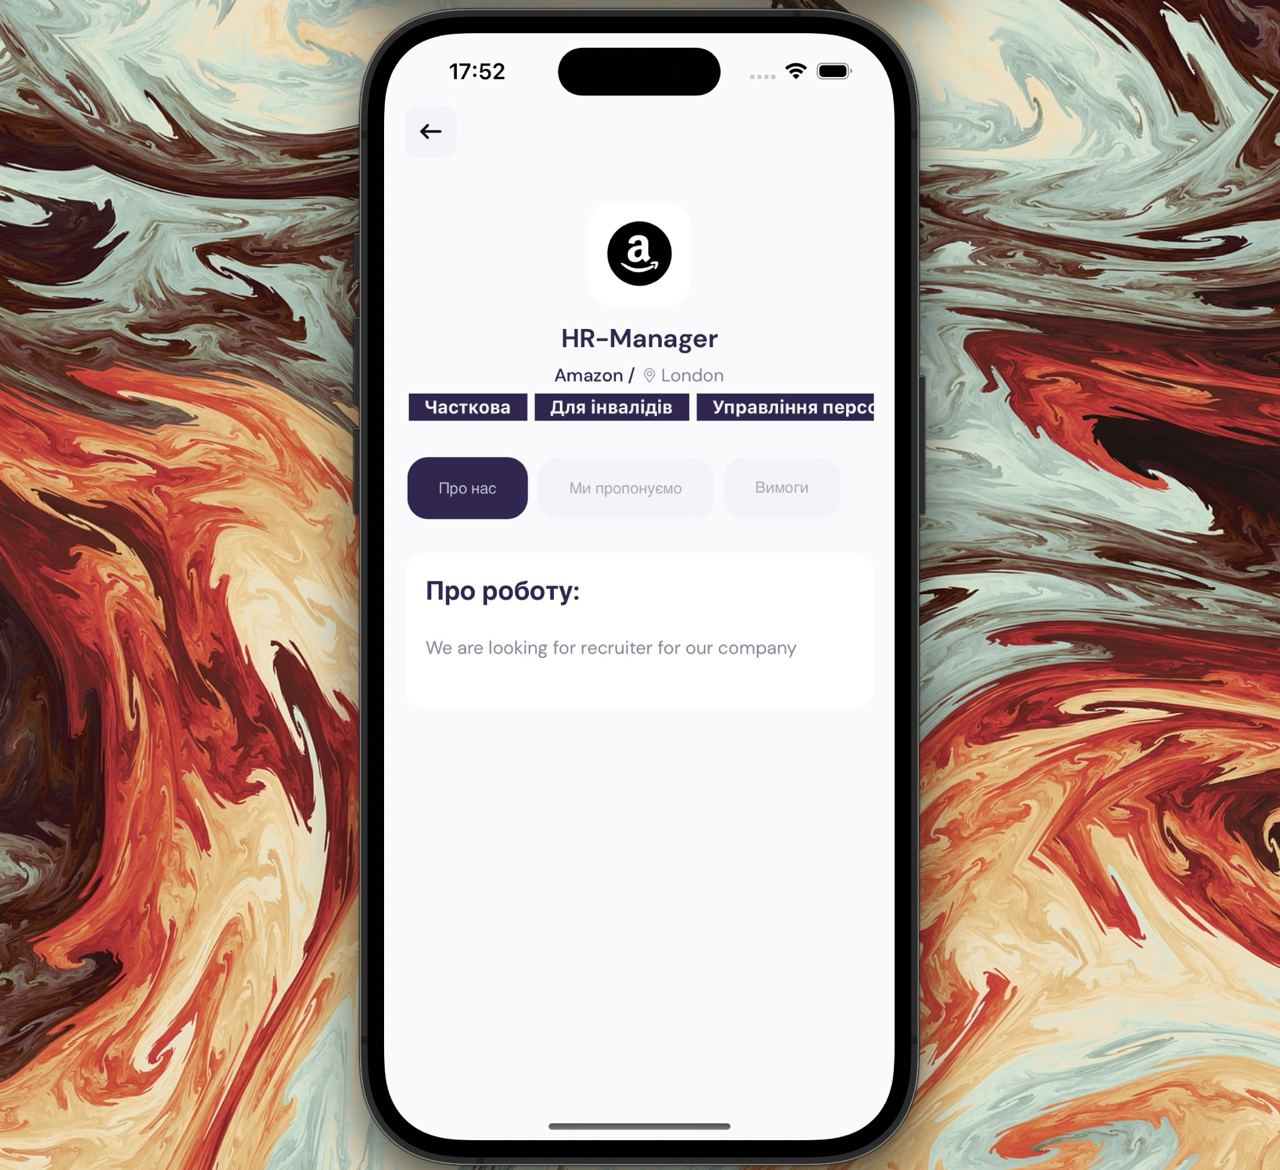 17:52
a
HR-Manager
Amazon / London
Часткова Для інвалідів Управління персо
Про нас Ми пропонуємо Вимоги
Про роботу:
We are looking for recruiter for our company